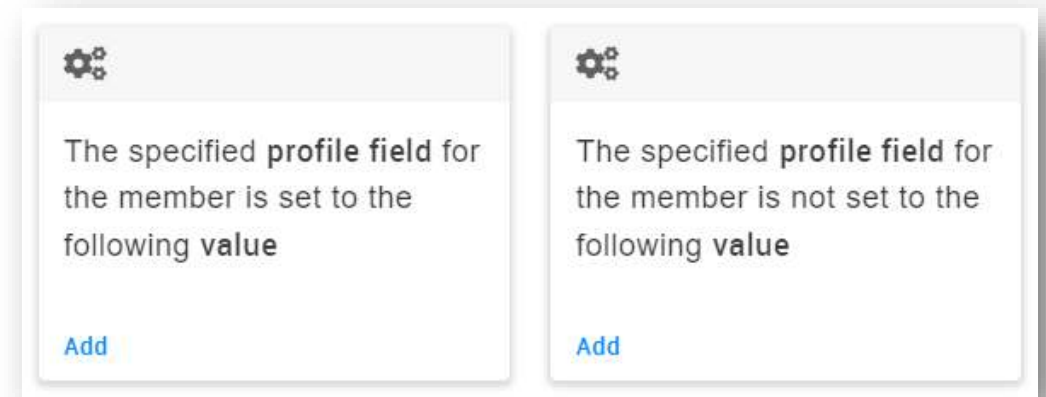 The specified profile field for
the member is set to the
following value
Add
The specified profile field for
the member is not set to the
following value
Add